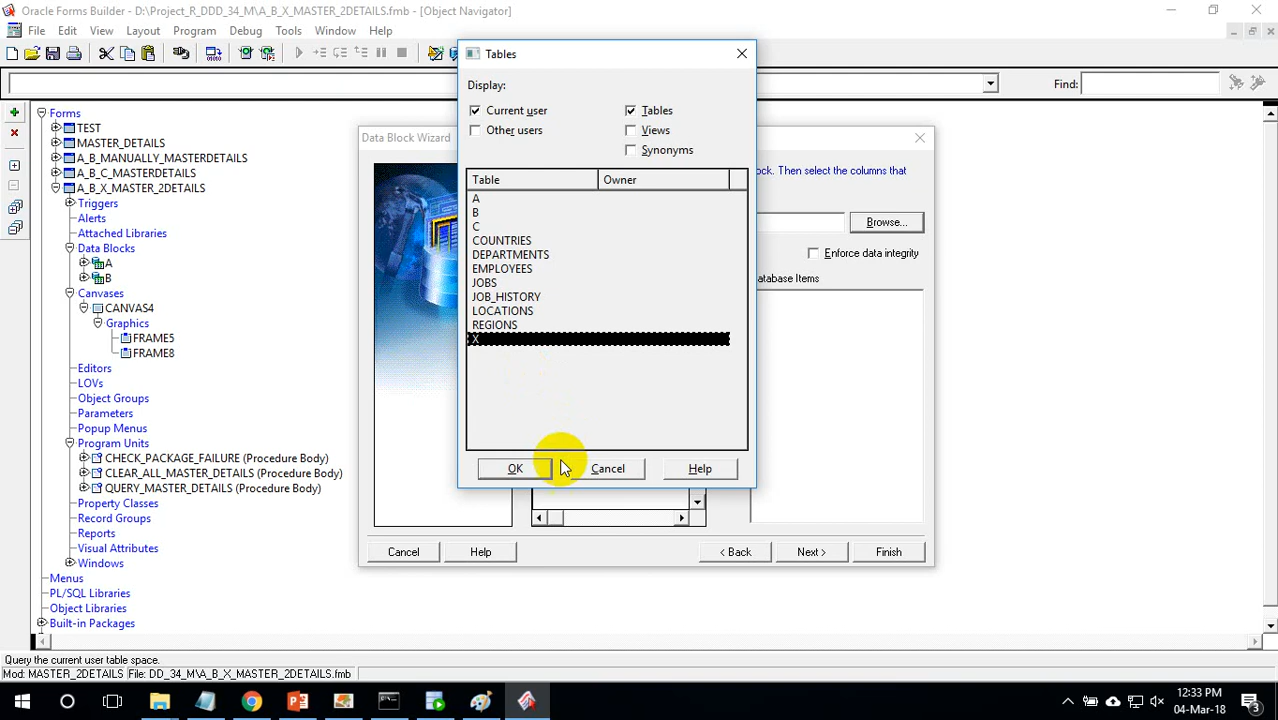 Oracle Forms Builder - D:\Project_R_DDD_34_M\A_B_X_MASTER_2DETAILS.fmb - [Object Navigator]
File Edit View Layout Program Debug Tools Window Help
Find:
Forms
TEST
MASTER_DETAILS
A_B_MANUALLY_MASTERDETAILS
A_B_C_MASTERDETAILS
A_B_X_MASTER_2DETAILS
Triggers
Alerts
Attached Libraries
Data Blocks
A
B
Canvases
CANVAS4
Graphics
FRAME5
FRAME8
Editors
LOVs
Object Groups
Parameters
Popup Menus
Program Units
CHECK_PACKAGE_FAILURE (Procedure Body)
CLEAR_ALL_MASTER_DETAILS (Procedure Body)
QUERY_MASTER_DETAILS (Procedure Body)
Property Classes
Record Groups
Reports
Visual Attributes
Windows
Menus
PL/SQL Libraries
Object Libraries
Built-in Packages
Data Block Wizard
ock. Then select the columns that
Browse...
Enforce data integrity
atabase Items
Cancel Help < Back Next > Finish
Tables
Display:
Current user Tables
Other users Views
Synonyms
Table Owner
A
B
C
COUNTRIES
DEPARTMENTS
EMPLOYEES
JOBS
JOB_HISTORY
LOCATIONS
REGIONS
X
OK Cancel Help
Query the current user table space.
Mod: MASTER_2DETAILS File: DD_34_M\A_B_X_MASTER_2DETAILS.fmb
12:33 PM
04-Mar-18
3